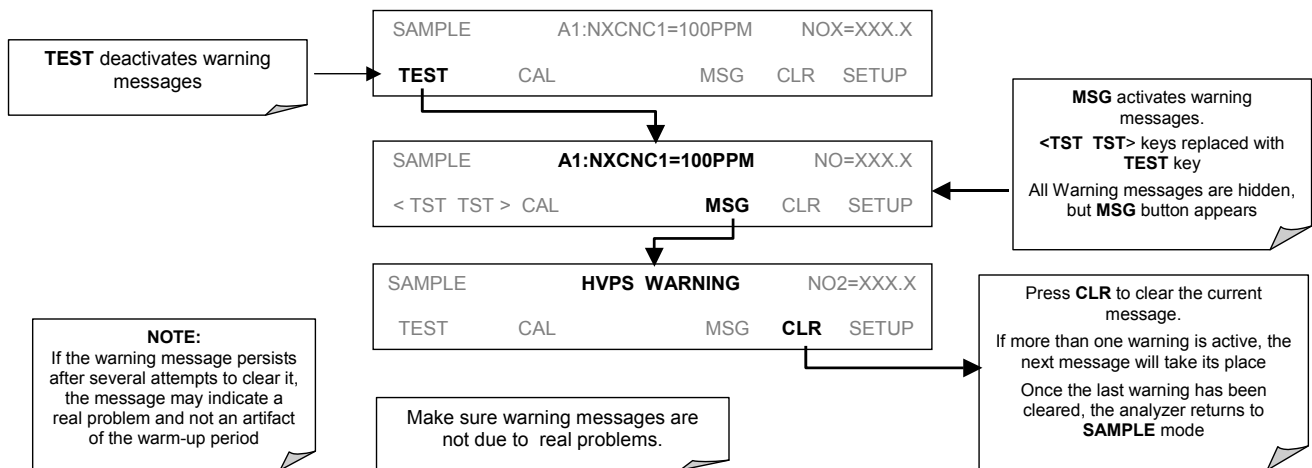 TEST deactivates warning
messages
SAMPLE A1:NXCNC1=100PPM NOX=XXX.X
TEST CAL MSG CLR SETUP
SAMPLE A1:NXCNC1=100PPM NO=XXX.X
< TST TST > CAL MSG CLR SETUP
MSG activates warning
messages.
<TST TST> keys replaced with
TEST key
All Warning messages are hidden,
but MSG button appears
SAMPLE HVPS WARNING NO2=XXX.X
TEST CAL MSG CLR SETUP
NOTE:
If the warning message persists
after several attempts to clear it,
the message may indicate a
real problem and not an artifact
of the warm-up period
Make sure warning messages are
not due to real problems.
Press CLR to clear the current
message.
If more than one warning is active, the
next message will take its place
Once the last warning has been
cleared, the analyzer returns to
SAMPLE mode